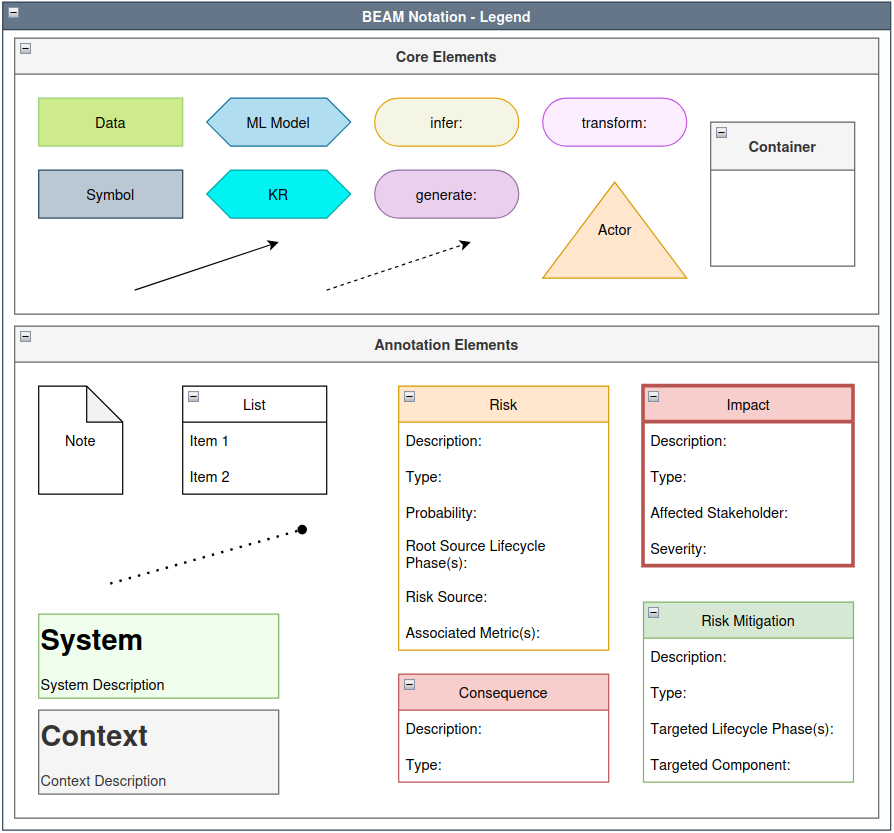 BEAM Notation - Legend
Core Elements
Data
ML Model
infer:
transform:
Container
Symbol
KR
generate:
Actor
Annotation Elements
Note
List
Item 1
Item 2
Risk
Description:
Type:
Probability:
Root Source Lifecycle
Phase(s):
Risk Source:
Associated Metric(s):
Impact
Description:
Type:
Affected Stakeholder:
Severity:
System
System Description
Context
Context Description
Consequence
Description:
Type:
Risk Mitigation
Description:
Type:
Targeted Lifecycle Phase(s):
Targeted Component: